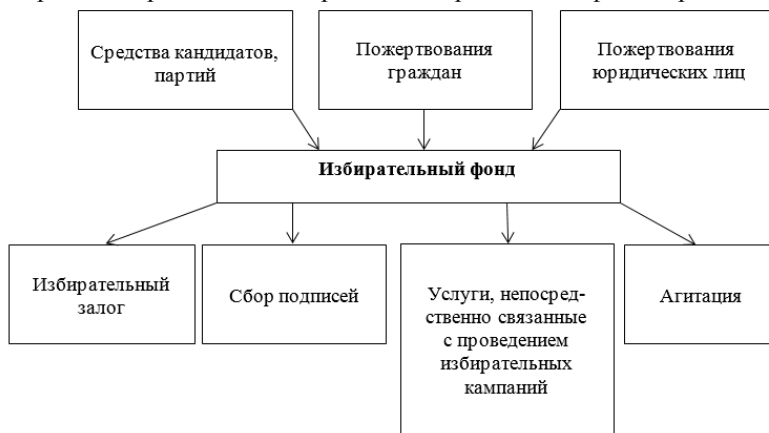 Средства кандидатов,
партий
Пожертвования
граждан
Пожертвования
юридических лиц
Избирательный фонд
Избирательный
залог
Сбор подписей
Услуги, непосред-
ственно связанные
с проведением
избирательных
кампаний
Агитация